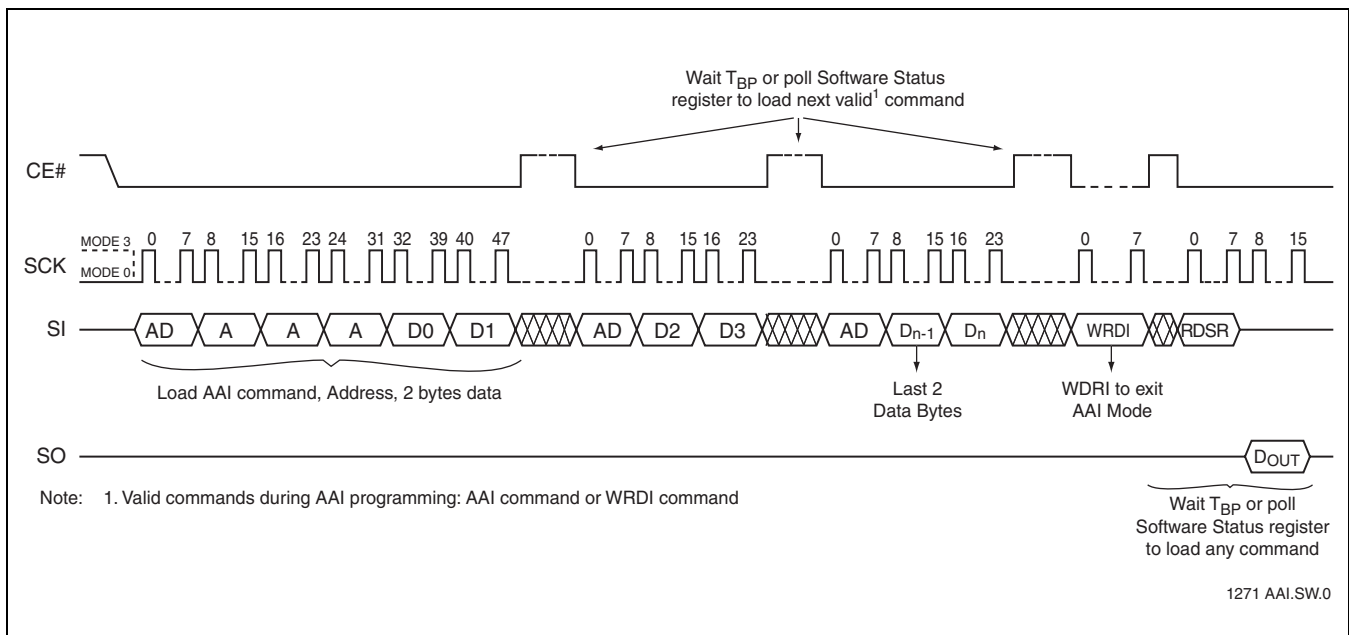 Wait TBP or poll Software Status
register to load next valid1 command
CE#
MODE 3
MODE 0
SCK
0 7 8 15 16 23 24 31 32 39 40 47 0 7 8 15 16 23 0 7 8 15 16 23 0 7 0 7 8 15
SI
AD A A A D0 D1 AD D2 D3 AD Dn-1 Dn WRDI RDSR
Load AAI command, Address, 2 bytes data
Last 2
Data Bytes
WDRI to exit
AAI Mode
SO
DOUT
Note: 1. Valid commands during AAI programming: AAI command or WRDI command
Wait TBP or poll
Software Status register
to load any command
1271 AAI.SW.0